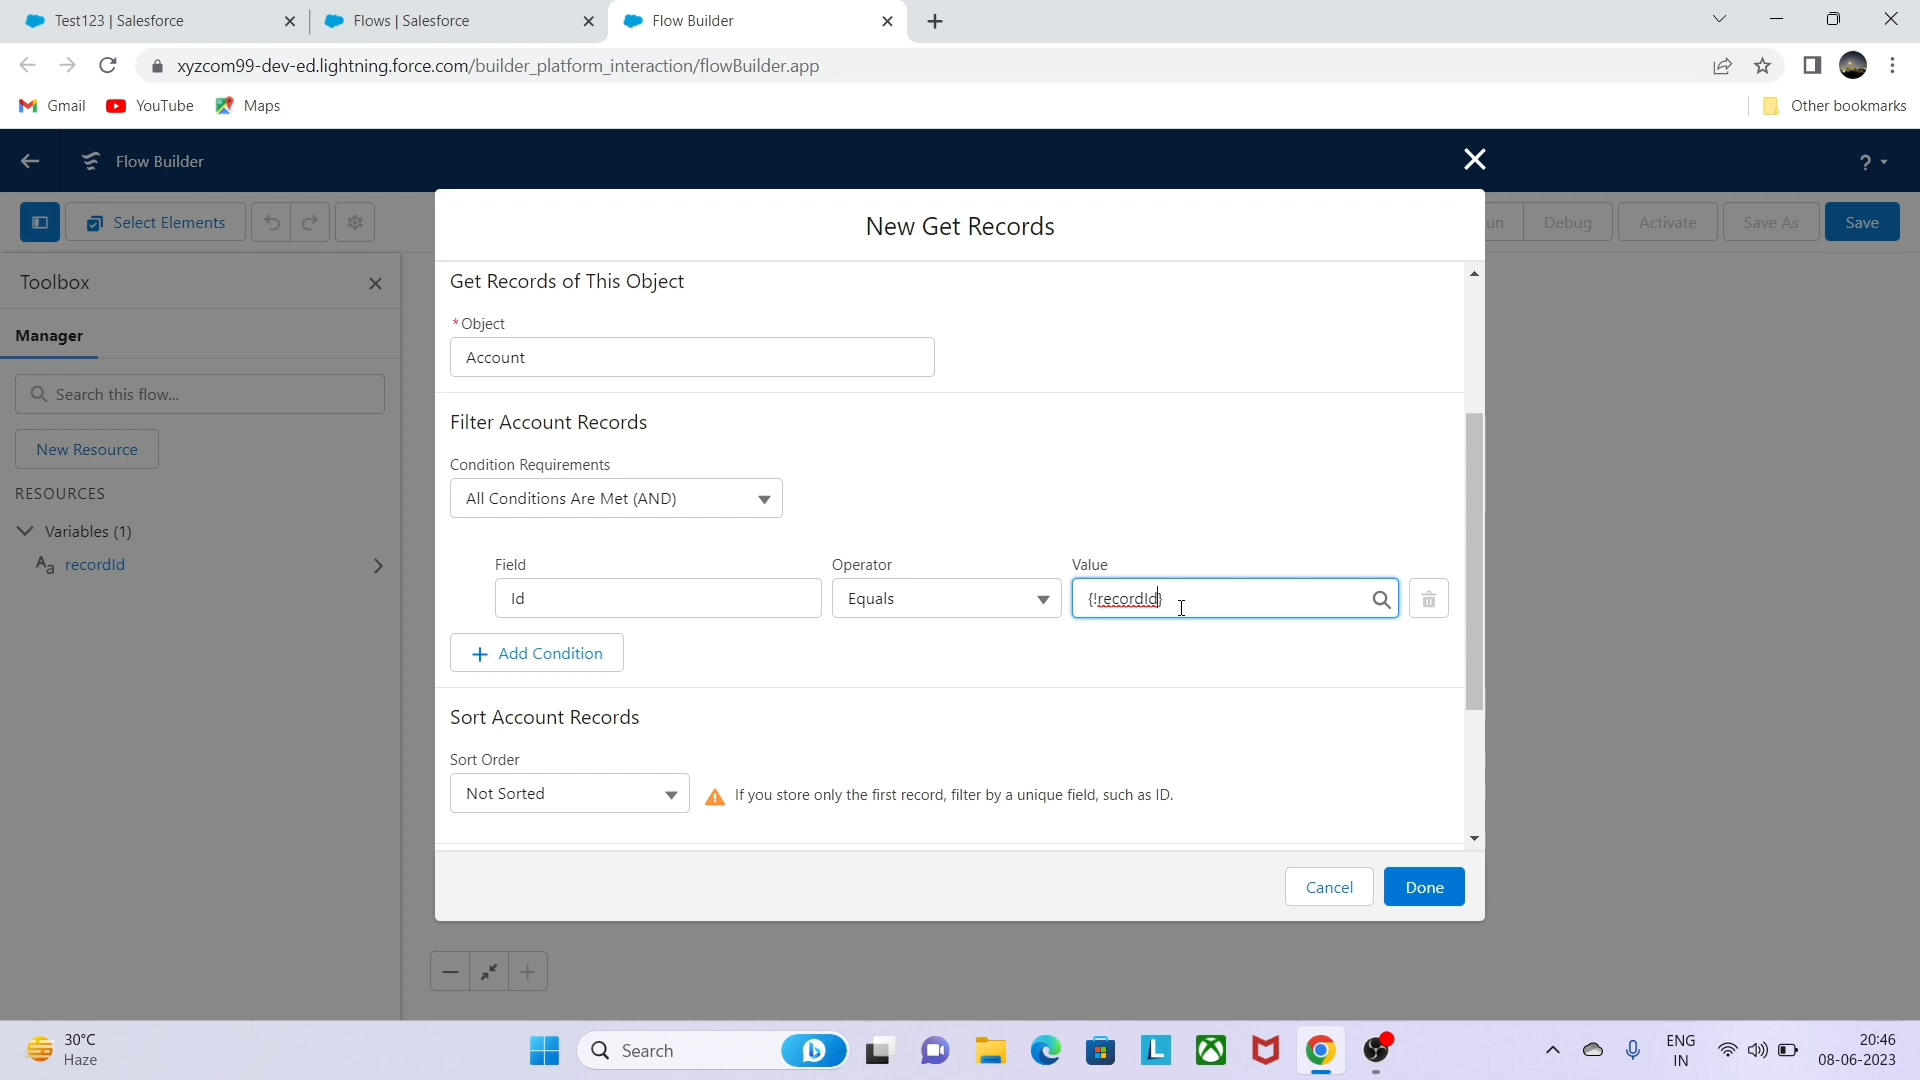 Test123 | Salesforce
Flows | Salesforce
Flow Builder
xyzcom99-dev-ed.lightning.force.com/builder_platform_interaction/flowBuilder.app
Gmail
YouTube
Maps
Other bookmarks
Flow Builder
?
Select Elements
un
Debug
Activate
Save As
Save
New Get Records
Toolbox
Manager
Search this flow...
New Resource
RESOURCES
Variables (1)
Aa recordId
Get Records of This Object
* Object
Account
Filter Account Records
Condition Requirements
All Conditions Are Met (AND)
Field
Operator
Value
Id
Equals
{!recordId}
+ Add Condition
Sort Account Records
Sort Order
Not Sorted
If you store only the first record, filter by a unique field, such as ID.
Cancel
Done
30°C
Haze
Search
L
ENG
IN
20:46
08-06-2023